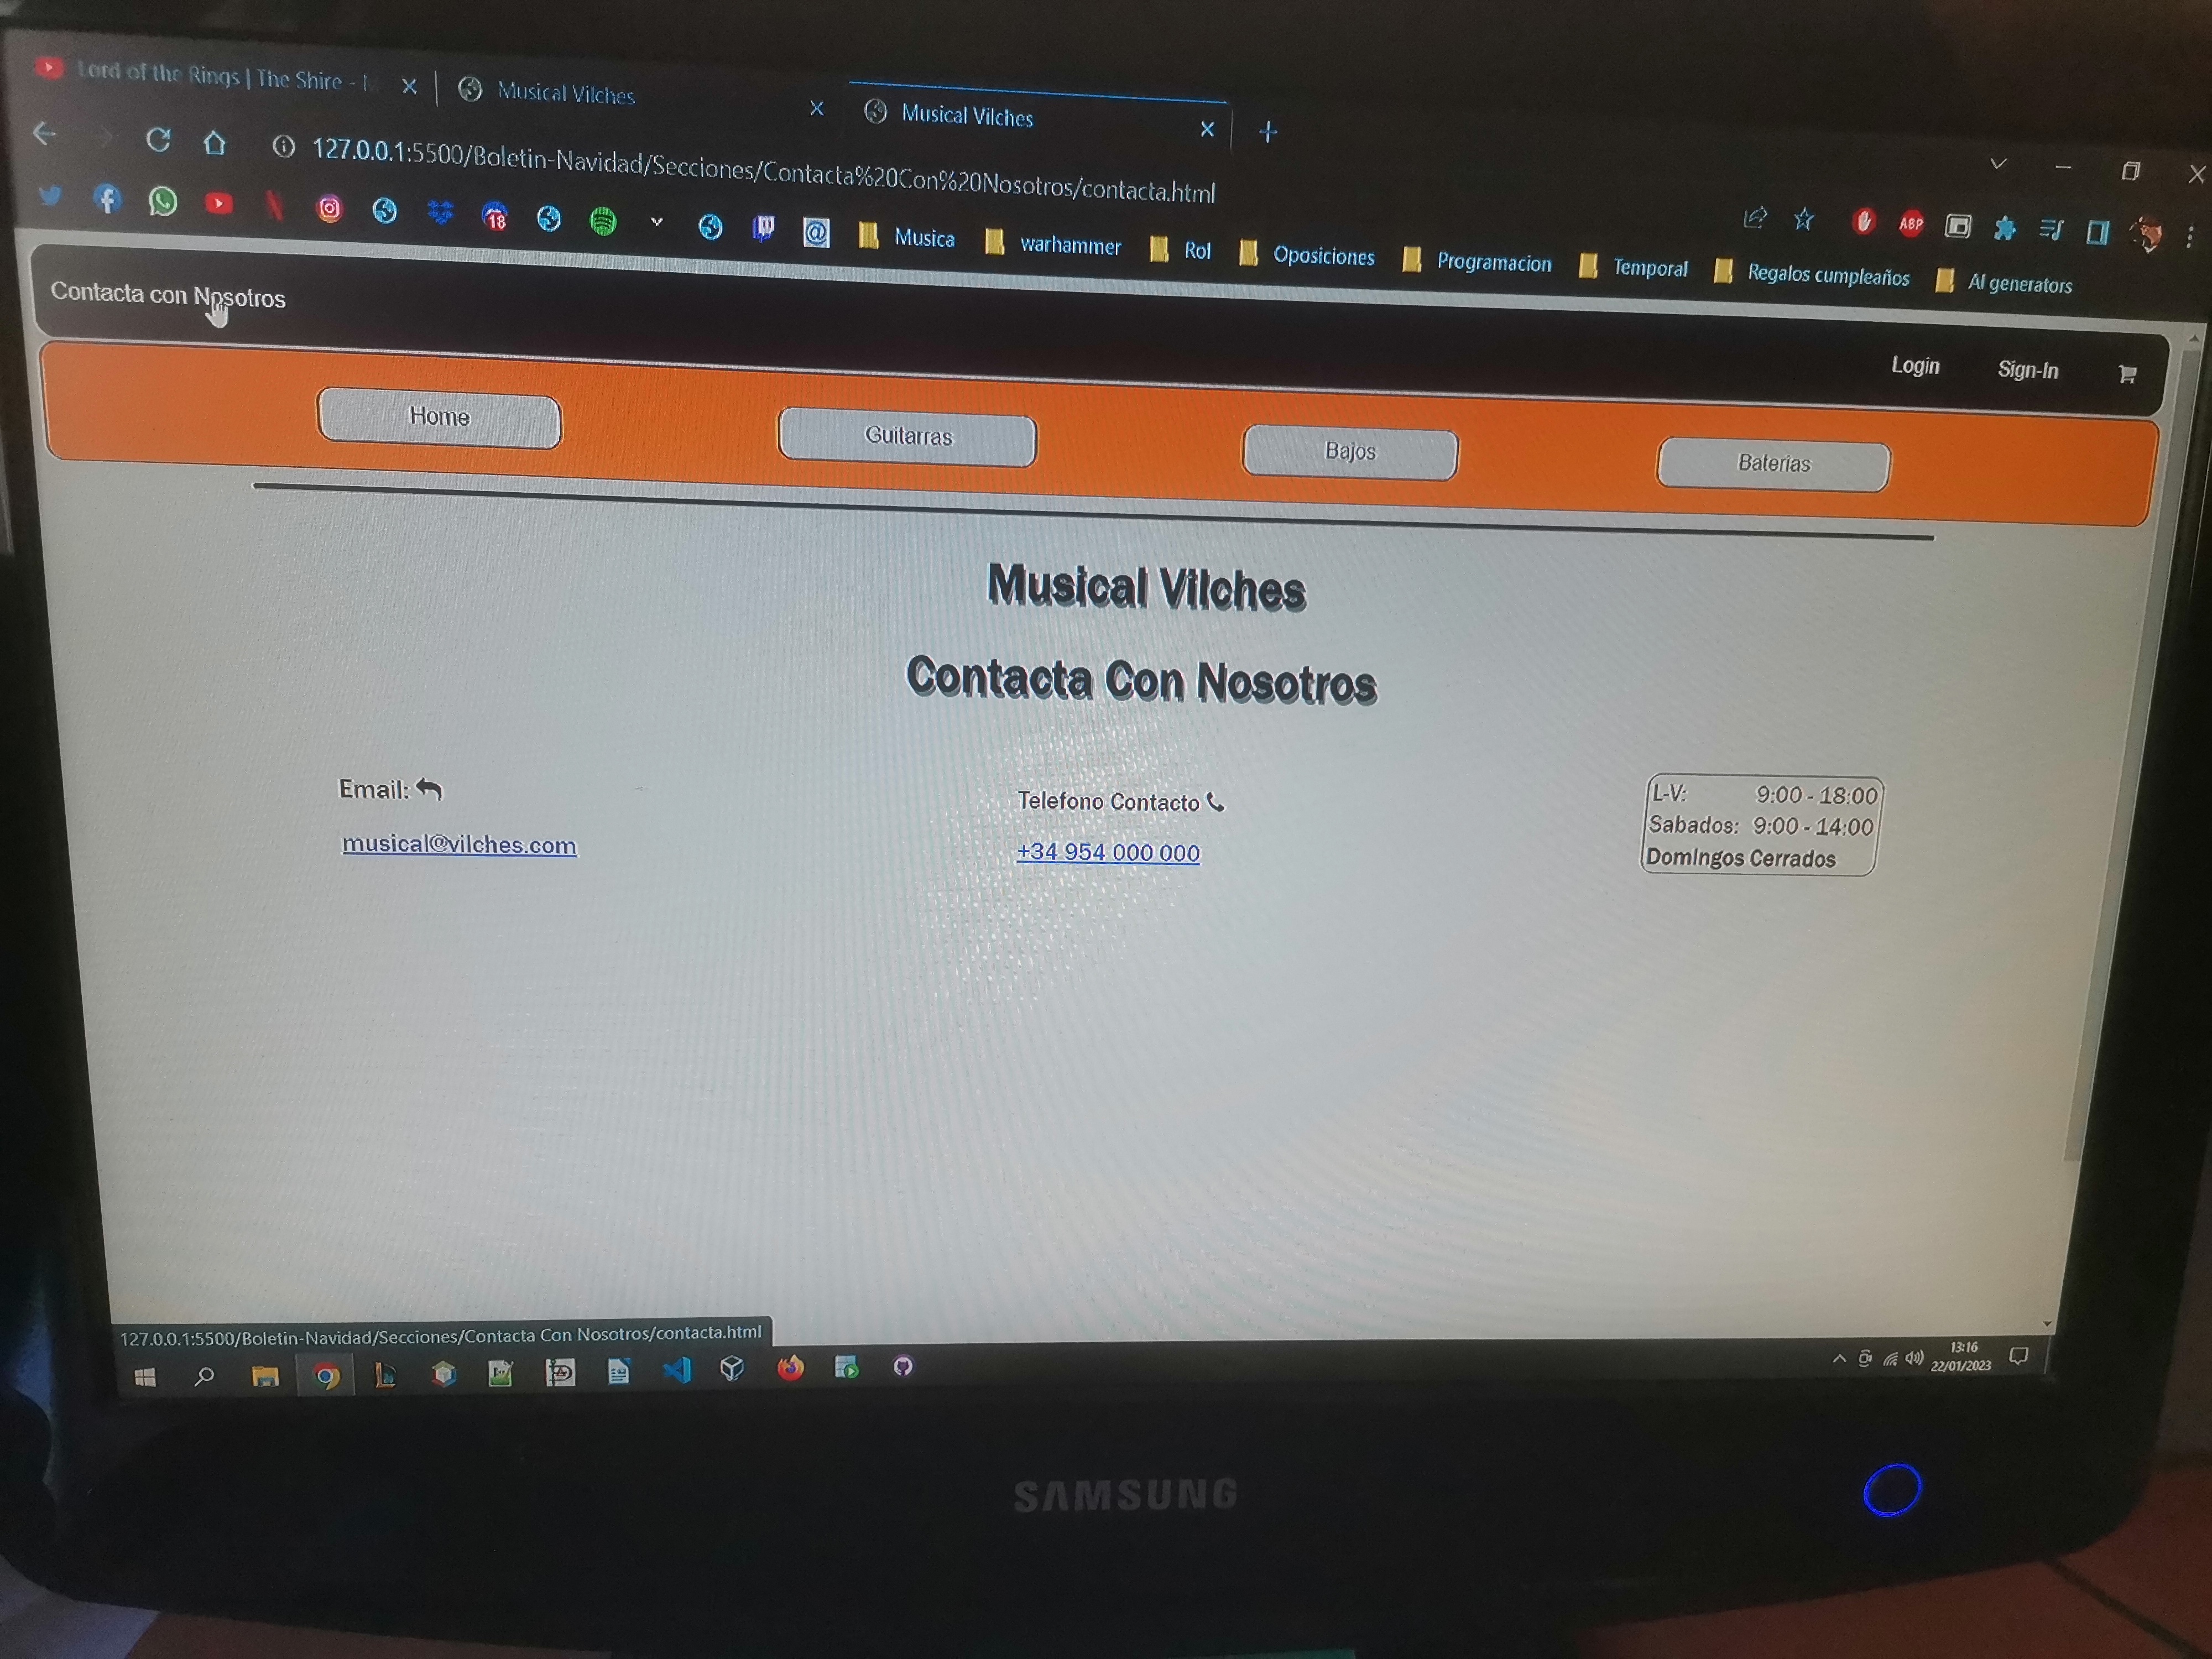 Lord of the Rings | The Shire -
Musical Vilches
Musical Vilches
127.0.0.1:5500/Boletin-Navidad/Secciones/Contacta%20Con%20Nosotros/contacta.html
18
ABP
Musica
warhammer
Rol
Oposiciones
Programacion
Temporal
Regalos cumpleaños
AI generators
Contacta con Nosotros
Login
Sign-In
Home
Guitarras
Bajos
Baterias
Musical Vilches
Contacta Con Nosotros
Email:
musical@vilches.com
Telefono Contacto
+34 954 000 000
L-V: 9:00 - 18:00
Sabados: 9:00 - 14:00
Domingos Cerrados
127.0.0.1:5500/Boletin-Navidad/Secciones/Contacta Con Nosotros/contacta.html
13:16
22/01/2023
SAMSUNG